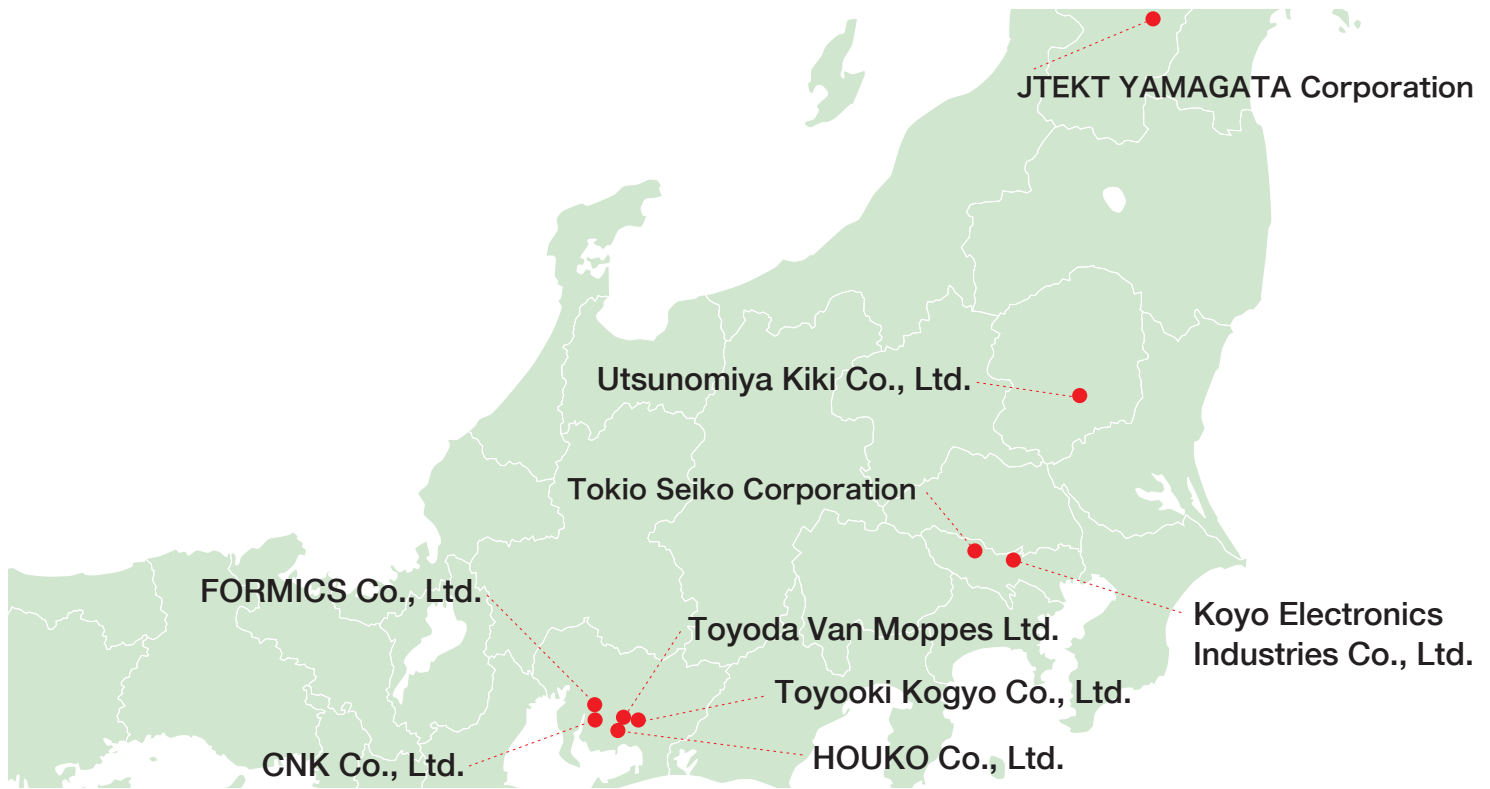 JTEKT YAMAGATA Corporation
Utsunomiya Kiki Co., Ltd.
Tokio Seiko Corporation
FORMICS Co., Ltd.
Koyo Electronics
Industries Co., Ltd.
Toyoda Van Moppes Ltd.
Toyooki Kogyo Co., Ltd.
HOUKO Co., Ltd.
CNK Co., Ltd.